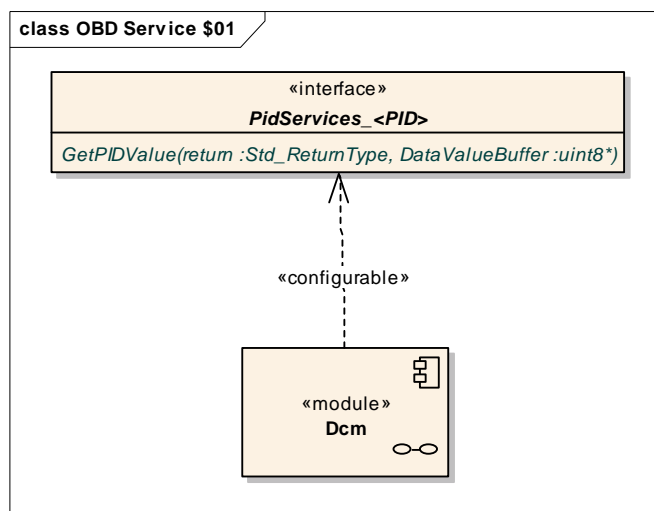 class OBD Service $01
«interface»
PidServices_<PID>
GetPIDValue(return :Std_ReturnType, DataValueBuffer :uint8*)
«configurable»
«module»
Dcm